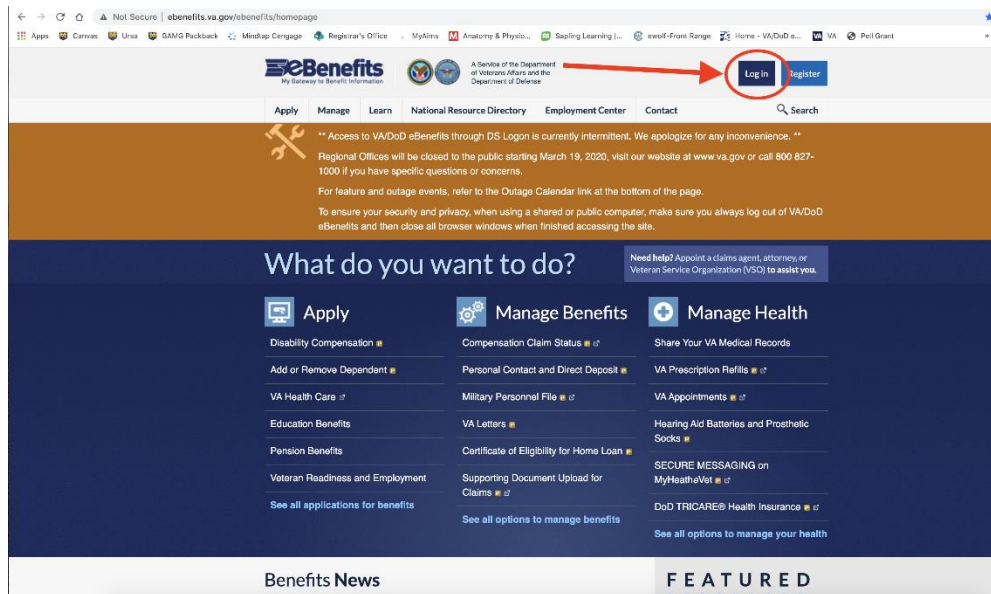 Not Secure | ebenefits.va.gov/ebenefits/homepage
Apps Canvas Ursa BAMG Packback Mindtap Cengage Registrar's Office MyAims Anatomy & Physio... Sapling Learning |... ewolf-Front Range Home - VA/DoD e... VA Pell Grant »
eBenefits
My Gateway to Benefit Information
A Service of the Department
of Veterans Affairs and the
Department of Defense
Log in Register
Apply Manage Learn National Resource Directory Employment Center Contact Search
** Access to VA/DoD eBenefits through DS Logon is currently intermittent. We apologize for any inconvenience. **
Regional Offices will be closed to the public starting March 19, 2020, visit our website at www.va.gov or call 800 827-
1000 if you have specific questions or concerns.
For feature and outage events, refer to the Outage Calendar link at the bottom of the page.
To ensure your security and privacy, when using a shared or public computer, make sure you always log out of VA/DoD
eBenefits and then close all browser windows when finished accessing the site.
What do you want to do?
Need help? Appoint a claims agent, attorney, or
Veteran Service Organization (VSO) to assist you.
Apply
Disability Compensation
Add or Remove Dependent
VA Health Care
Education Benefits
Pension Benefits
Veteran Readiness and Employment
See all applications for benefits
Manage Benefits
Compensation Claim Status
Personal Contact and Direct Deposit
Military Personnel File
VA Letters
Certificate of Eligibility for Home Loan
Supporting Document Upload for
Claims
See all options to manage benefits
Manage Health
Share Your VA Medical Records
VA Prescription Refills
VA Appointments
Hearing Aid Batteries and Prosthetic
Socks
SECURE MESSAGING on
MyHeatheVet
DoD TRICARE® Health Insurance
See all options to manage your health
Benefits News
FEATURED